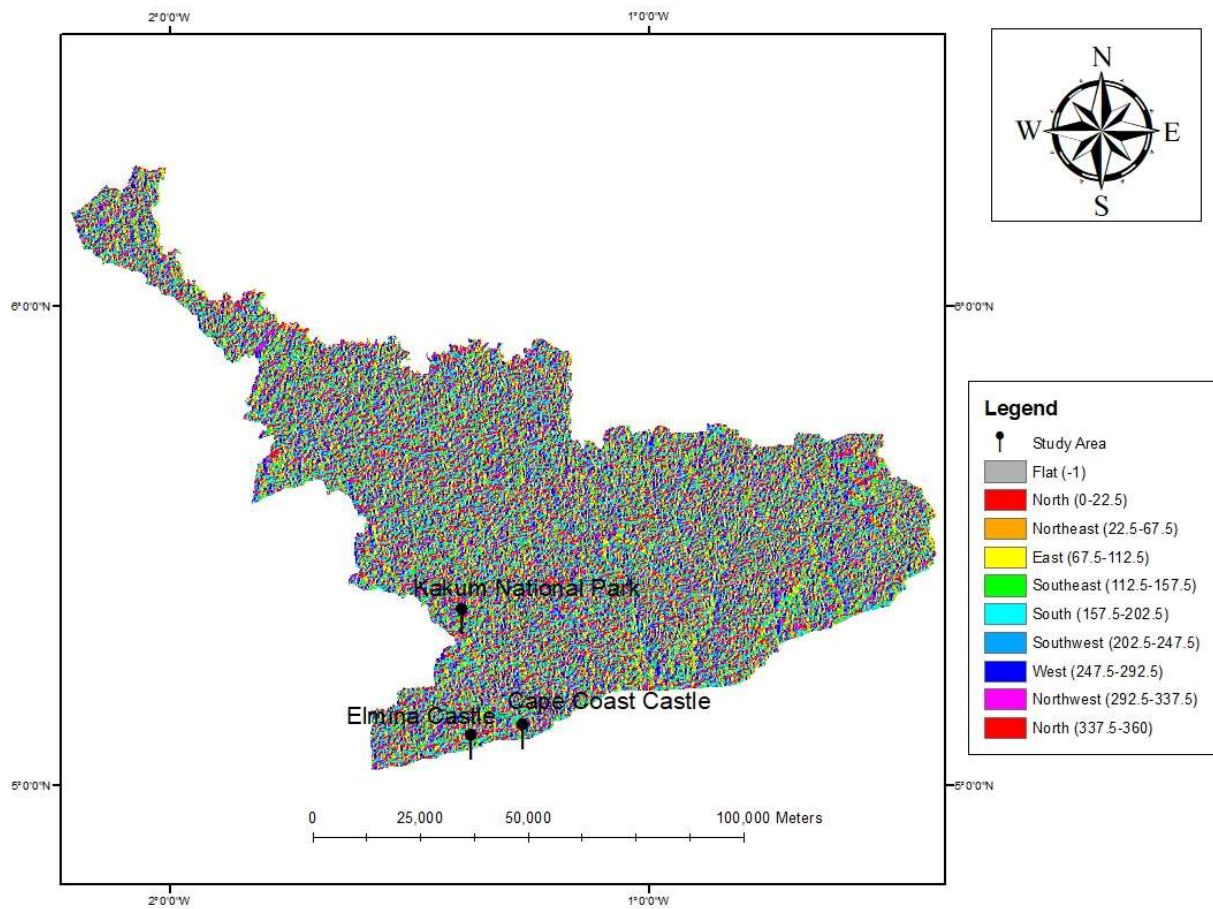 2°0'0"W 1°0'0"W
N
W E
S
6°0'0"N 6°0'0"N
Legend
Study Area
Flat (-1)
North (0-22.5)
Northeast (22.5-67.5)
East (67.5-112.5)
Southeast (112.5-157.5)
South (157.5-202.5)
Southwest (202.5-247.5)
West (247.5-292.5)
Northwest (292.5-337.5)
North (337.5-360)
Kakum National Park
Cape Coast Castle
Elmina Castle
5°0'0"N 5°0'0"N
0 25,000 50,000 100,000 Meters
2°0'0"W 1°0'0"W